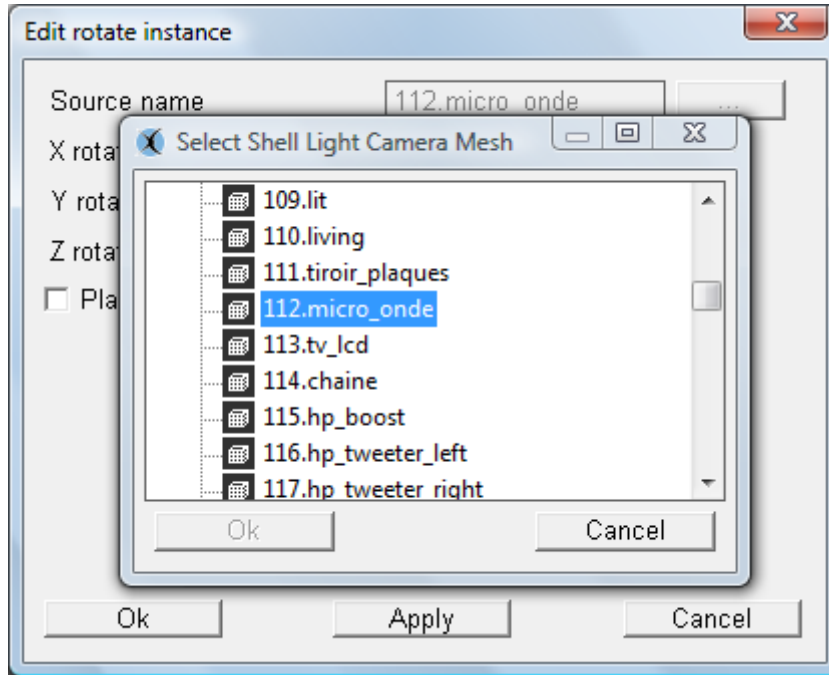 Edit rotate instance
Source name 112.micro_onde ...
X rota
Select Shell Light Camera Mesh
Y rota
Z rota
Pla
109.lit
110.living
111.tiroir_plaques
112.micro_onde
113.tv_lcd
114.chaine
115.hp_boost
116.hp_tweeter_left
117.hp_tweeter_right
Ok Cancel
Ok Apply Cancel